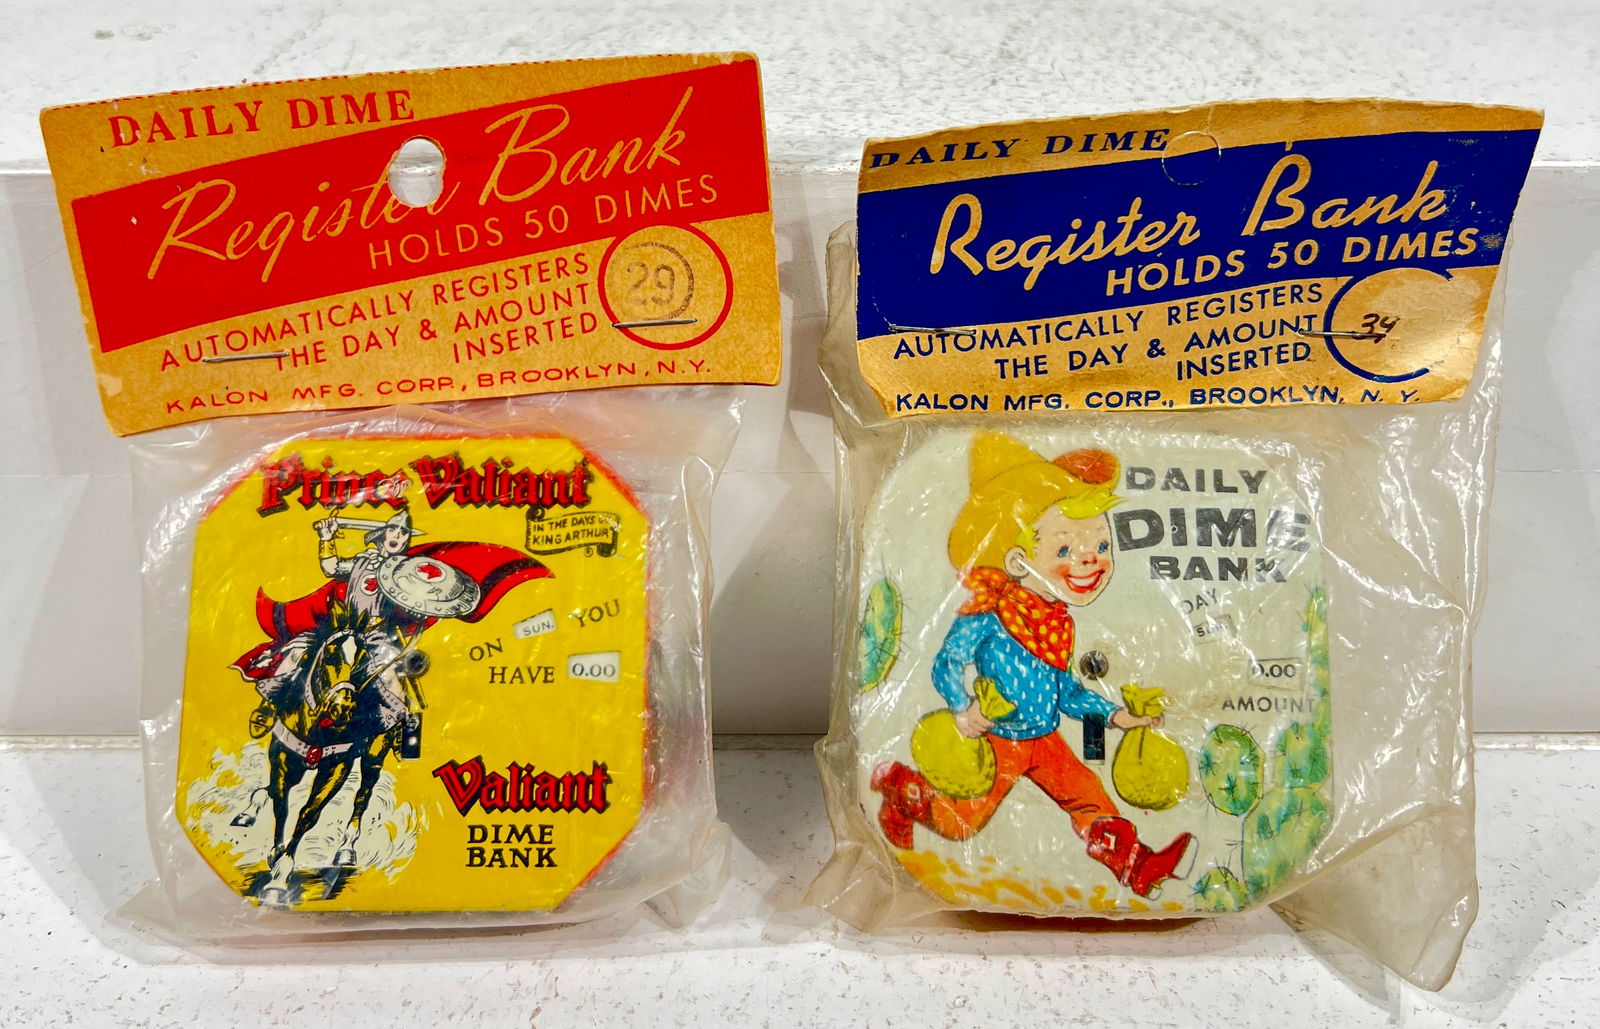 DAILY DIME
Register Bank
HOLDS 50 DIMES
AUTOMATICALLY REGISTERS
THE DAY & AMOUNT
INSERTED
29
KALON MFG. CORP., BROOKLYN, N.Y.
Prince Valiant
IN THE DAYS OF
KING ARTHUR
ON SUN. YOU
HAVE 0.00
Valiant
DIME
BANK
DAILY DIME
Register Bank
HOLDS 50 DIMES
AUTOMATICALLY REGISTERS
THE DAY & AMOUNT
INSERTED
34
KALON MFG. CORP., BROOKLYN, N. Y.
DAILY
DIME
BANK
DAY
SUN.
0.00
AMOUNT